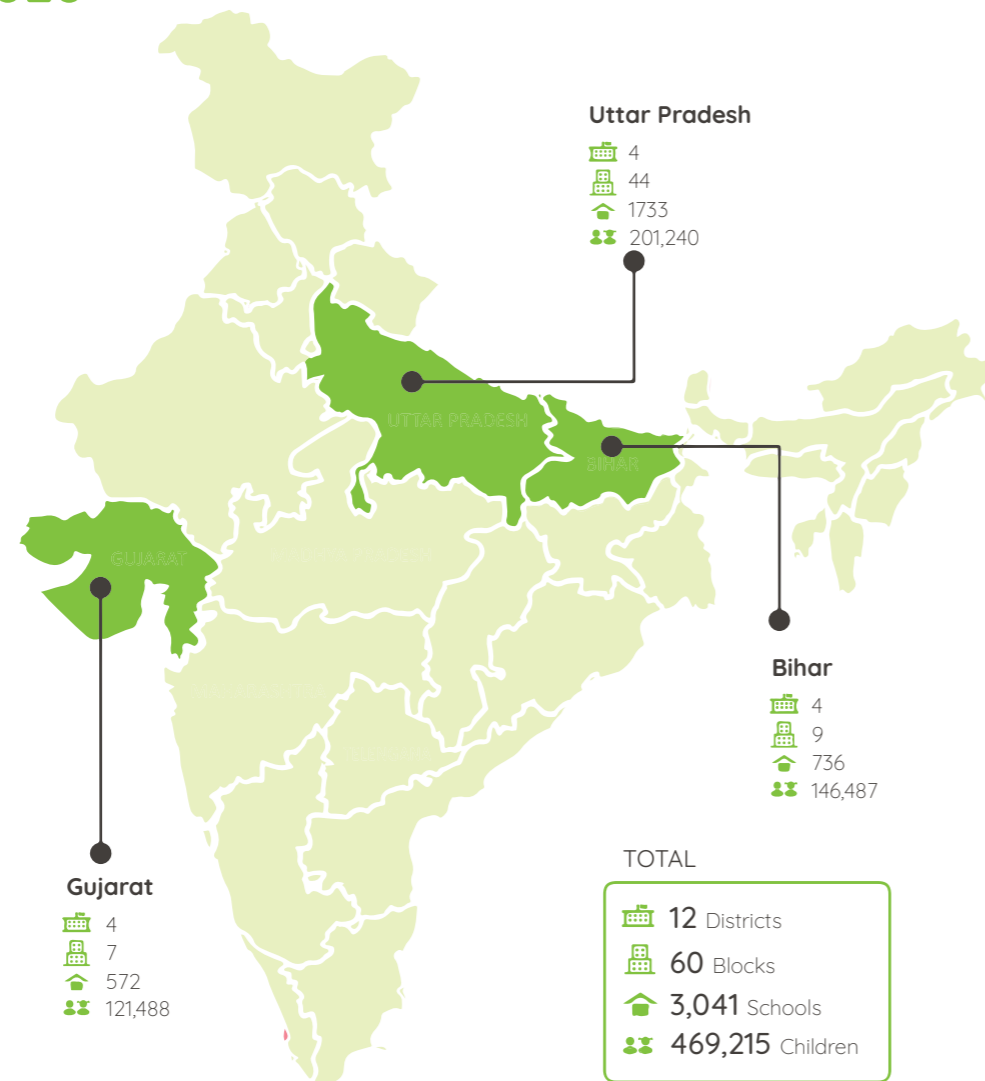 Uttar Pradesh
4
44
1733
201,240
UTTAR PRADESH
BIHAR
GUJARAT
Bihar
4
9
736
146,487
Gujarat
4
7
572
121,488
TOTAL
12 Districts
60 Blocks
3,041 Schools
469,215 Children